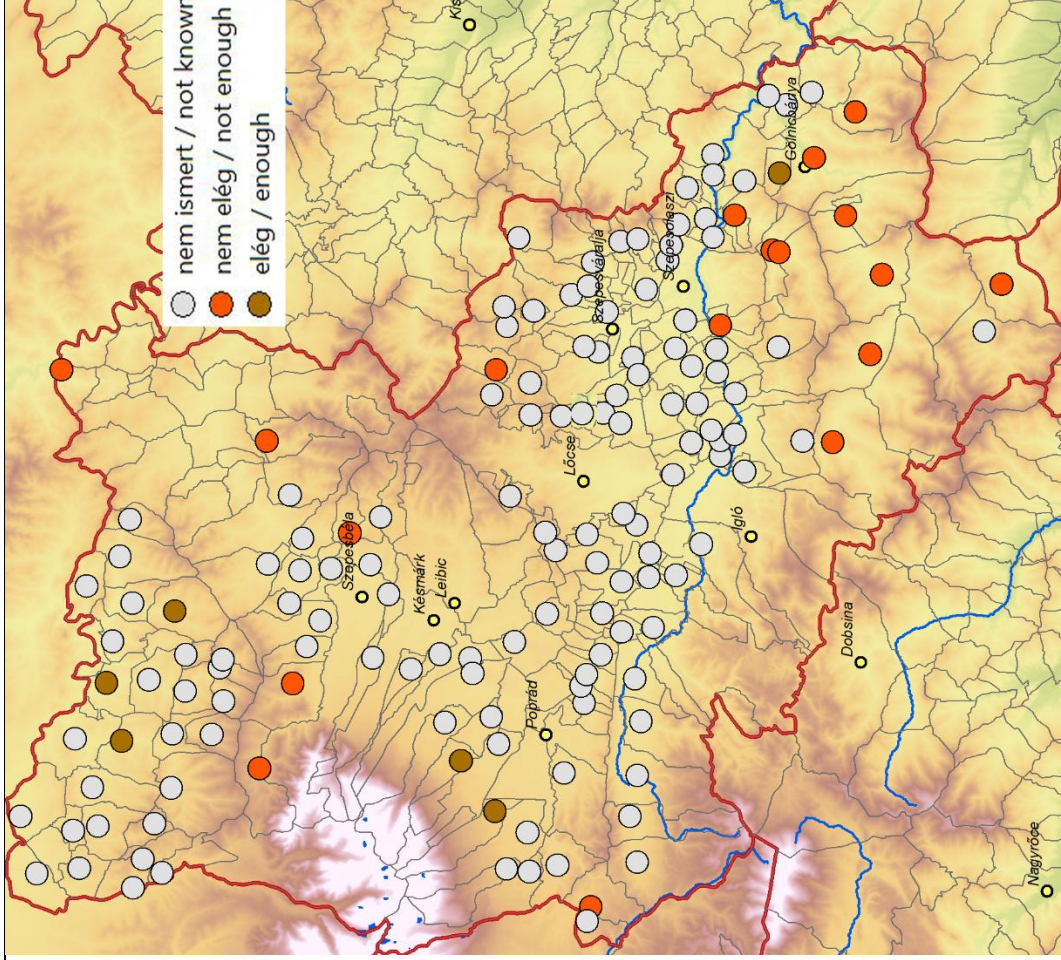 nem ismert / not known
nem elég / not enough
elég / enough
Kis
Gölnicbánya
Szepesolaszi
Szepesváralja
Lőcse
Szepesbéla
Késmárk
Leibic
Igló
Poprád
Dobsina
Nagyrőce